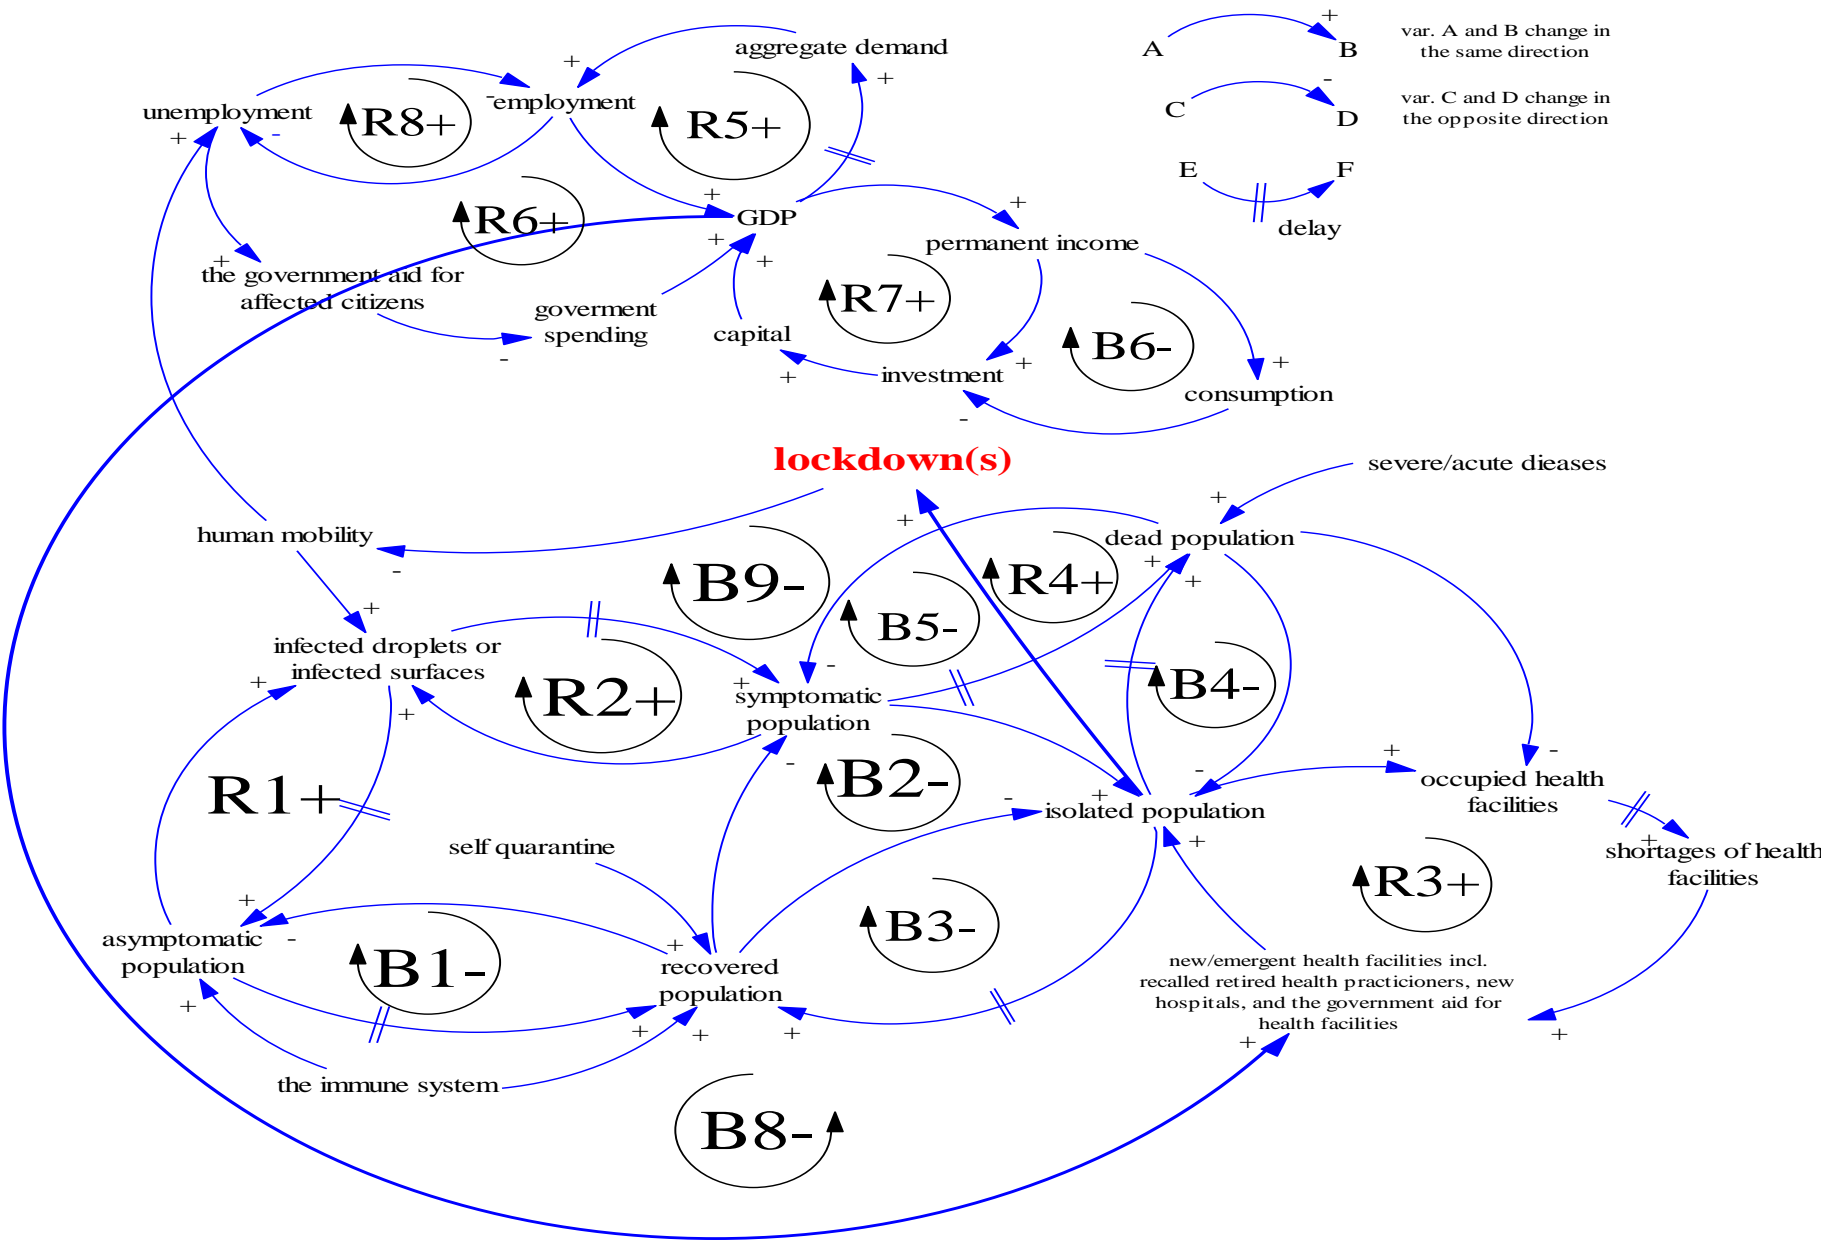 aggregate demand
A
+
B
var. A and B change in
the same direction
C
-
D
var. C and D change in
the opposite direction
E
F
delay
unemployment
+
-
R8+
-
employment
+
R5+
+
R6+
+
GDP
+
+
+
permanent income
+
the government aid for
affected citizens
goverment
spending
-
capital
+
R7+
investment
+
B6-
+
consumption
-
lockdown(s)
+
severe/acute dieases
+
dead population
+
+
human mobility
-
+
B9-
B5-
R4+
B4-
infected droplets or
infected surfaces
+
+
R2+
+
-
symptomatic
population
-
B2-
R1+
-
+
-
isolated population
+
+
-
occupied health
facilities
+
shortages of health
facilities
self quarantine
R3+
B3-
+
-
asymptomatic
population
+
B1-
+
recovered
population
+
+
+
new/emergent health facilities incl.
recalled retired health practicioners, new
hospitals, and the government aid for
health facilities
+
+
the immune system
B8-